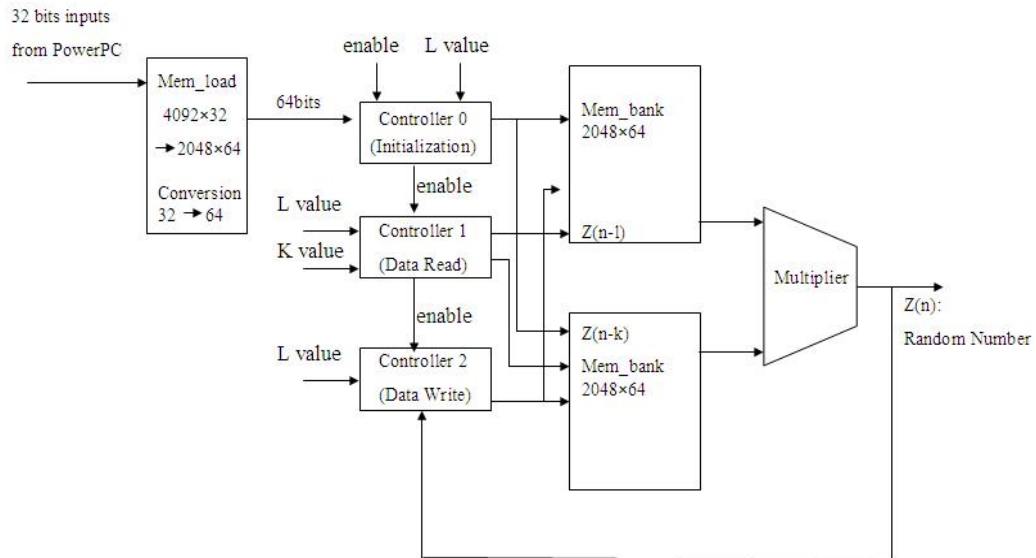 32 bits inputs
from PowerPC
Mem_load
4092×32
→ 2048×64
Conversion
32 → 64
64bits
enable
L value
Controller 0
(Initialization)
enable
L value
K value
Controller 1
(Data Read)
enable
L value
Controller 2
(Data Write)
Mem_bank
2048×64
Z(n-l)
Z(n-k)
Mem_bank
2048×64
Multiplier
Z(n):
Random Number